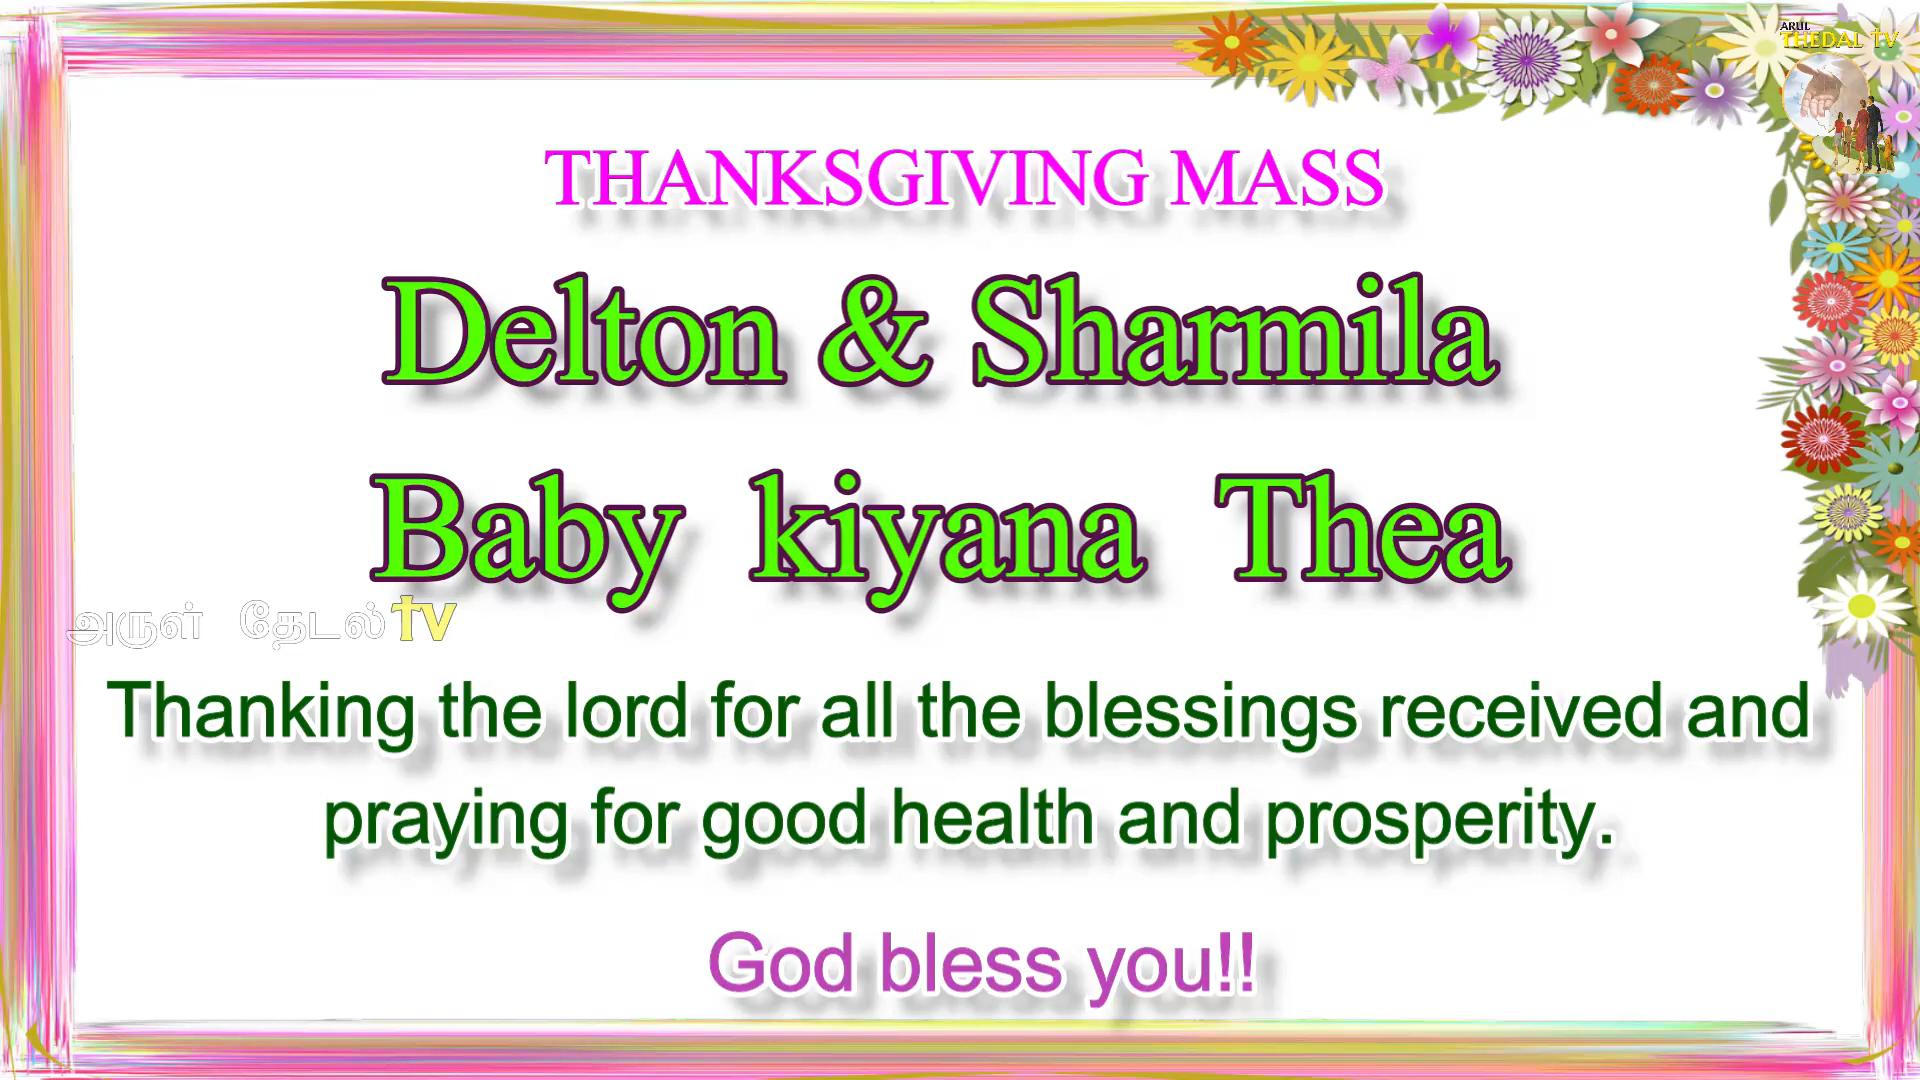 ARUL
THEDAL TV
THANKSGIVING MASS
Delton & Sharmila
Baby kiyana Thea
அருள் தேடல் tv
Thanking the lord for all the blessings received and
praying for good health and prosperity.
God bless you!!